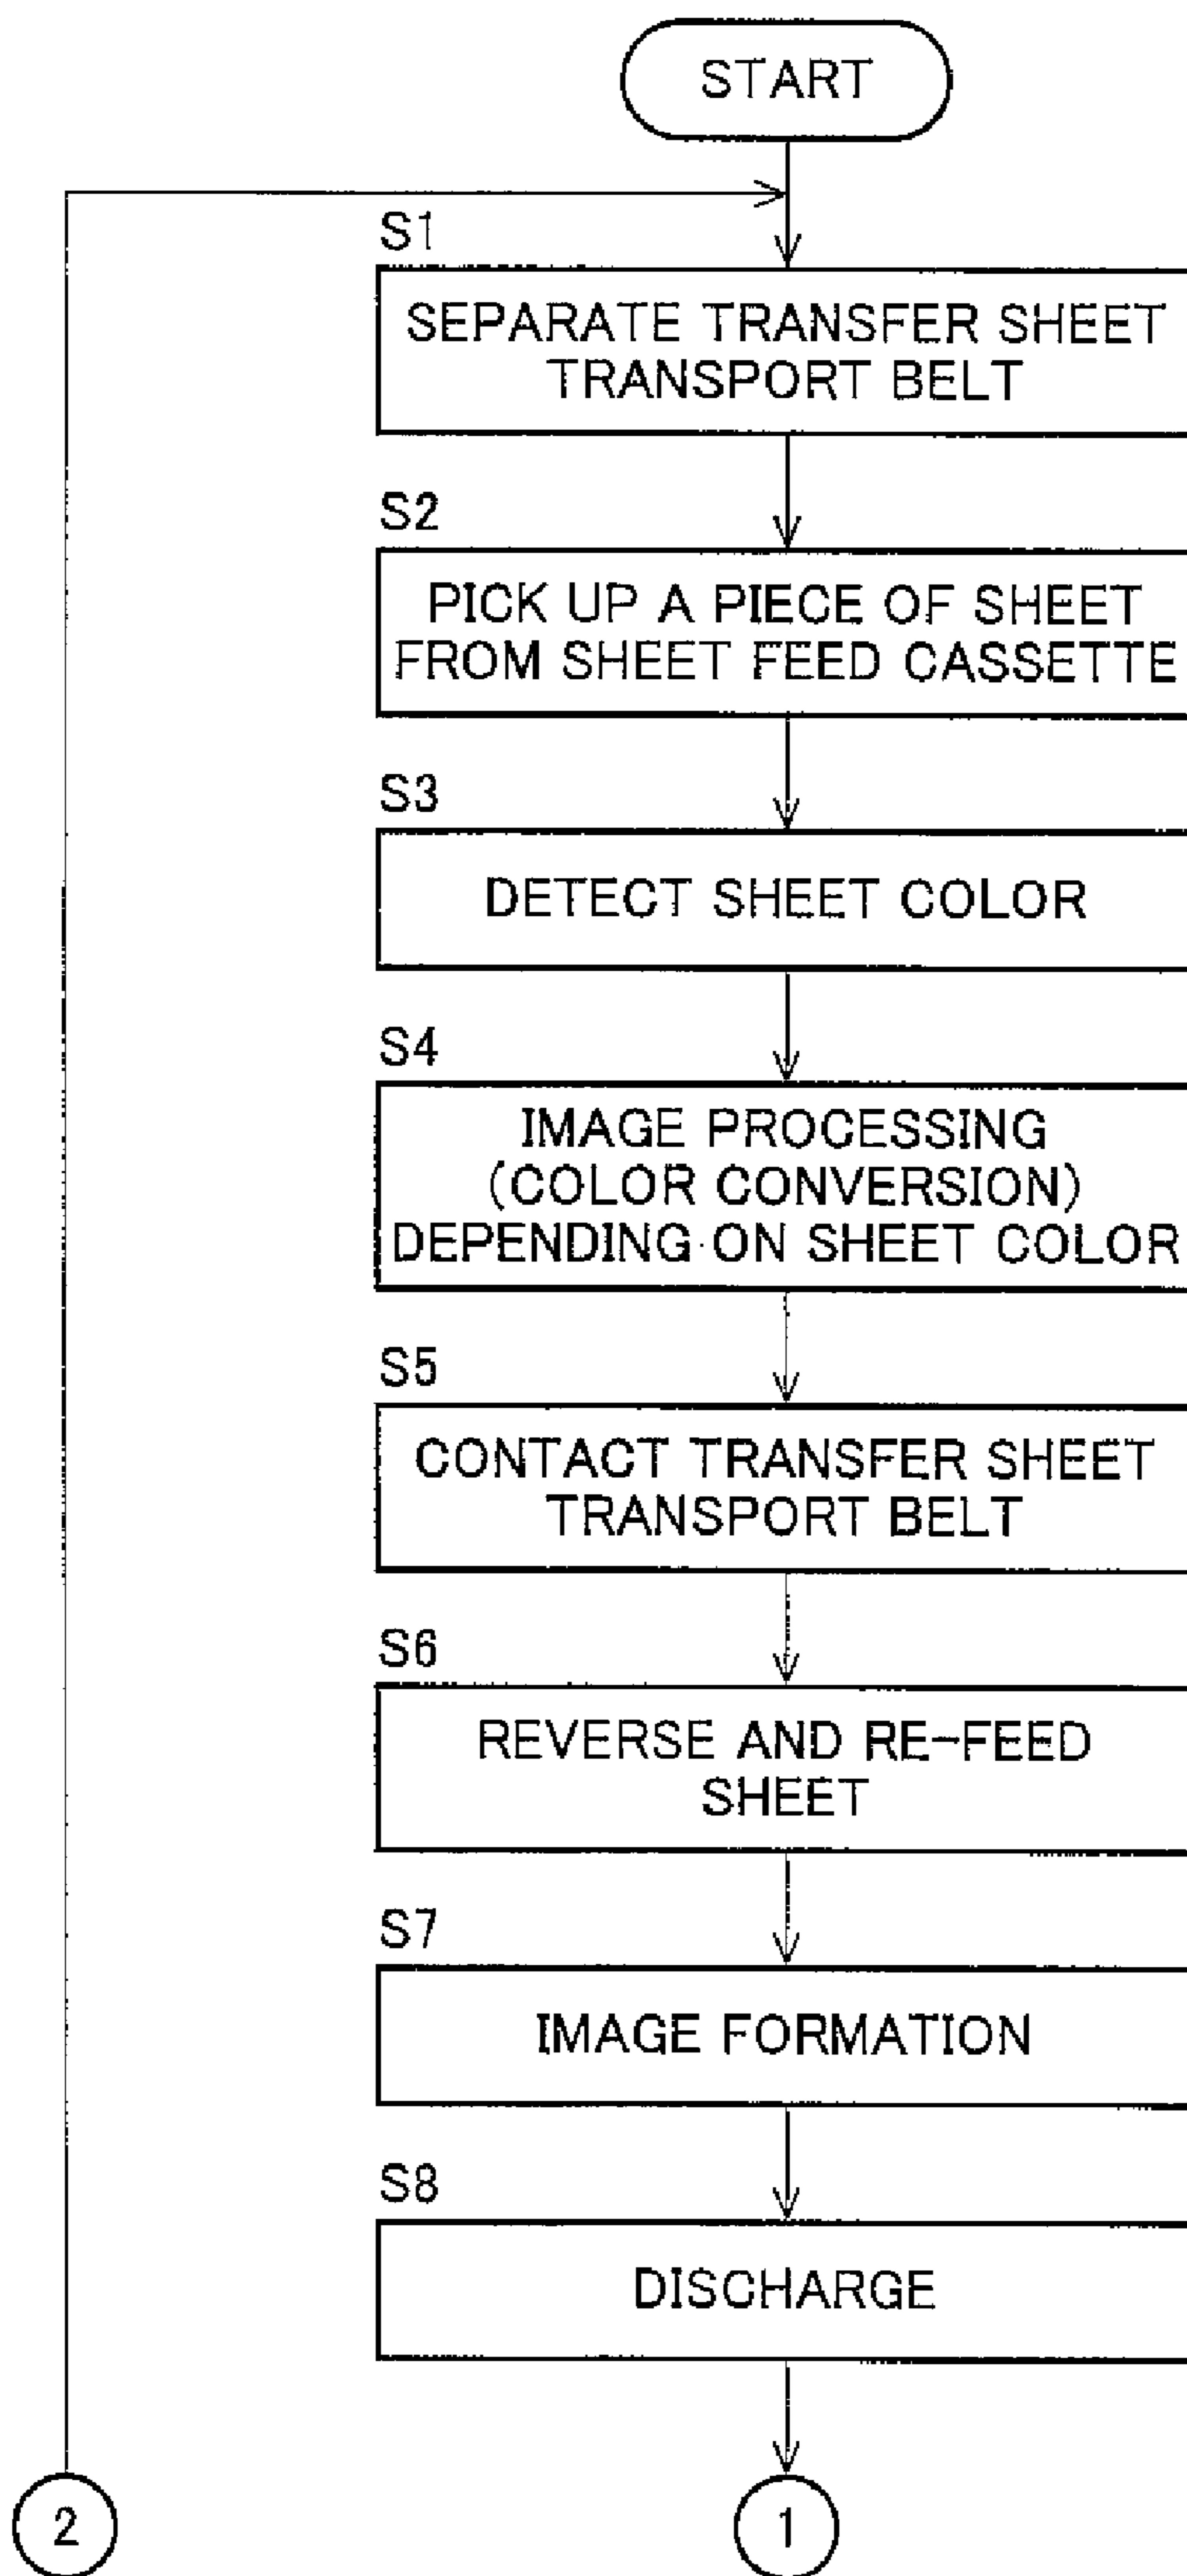 START
S1
SEPARATE TRANSFER SHEET
TRANSPORT BELT
S2
PICK UP A PIECE OF SHEET
FROM SHEET FEED CASSETTE
S3
DETECT SHEET COLOR
S4
IMAGE PROCESSING
(COLOR CONVERSION)
DEPENDING ON SHEET COLOR
S5
CONTACT TRANSFER SHEET
TRANSPORT BELT
S6
REVERSE AND RE-FEED
SHEET
S7
IMAGE FORMATION
S8
DISCHARGE
2
1